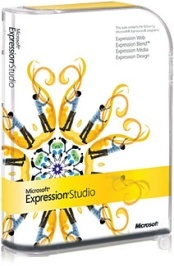 Expression Web
Expression Blend™
Expression Media
Expression Design
Microsoft®
Expression Studio
Microsoft